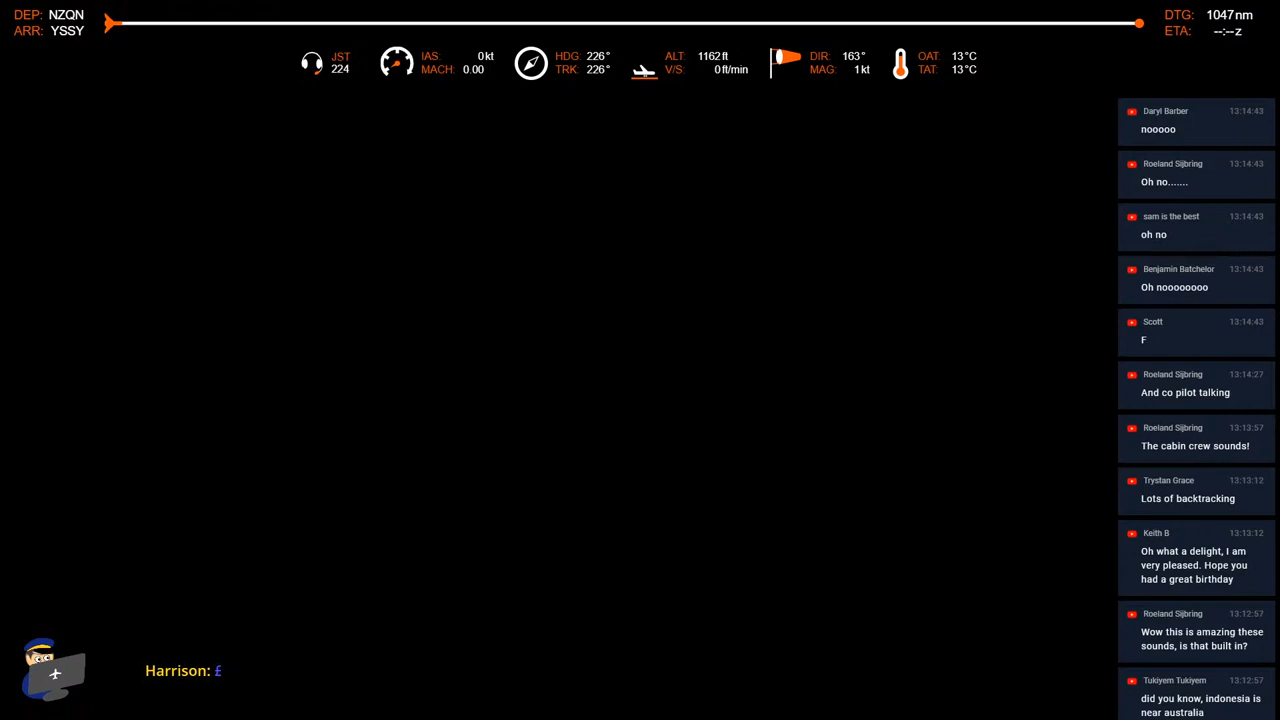 DEP: NZQN
ARR: YSSY
DTG: 1047nm
ETA: --:--z
JST
224
IAS: 0kt
MACH: 0.00
HDG: 226°
TRK: 226°
ALT: 1162ft
V/S: 0ft/min
DIR: 163°
MAG: 1kt
OAT: 13°C
TAT: 13°C
Daryl Barber 13:14:43
nooooo
Roeland Sijbring 13:14:43
Oh no.......
sam is the best 13:14:43
oh no
Benjamin Batchelor 13:14:43
Oh noooooooo
Scott 13:14:43
F
Roeland Sijbring 13:14:27
And co pilot talking
Roeland Sijbring 13:13:57
The cabin crew sounds!
Trystan Grace 13:13:12
Lots of backtracking
Keith B 13:13:12
Oh what a delight, I am
very pleased. Hope you
had a great birthday
Roeland Sijbring 13:12:57
Wow this is amazing these
sounds, is that built in?
Tukiyem Tukiyem 13:12:57
did you know, indonesia is
near australia
Harrison: £